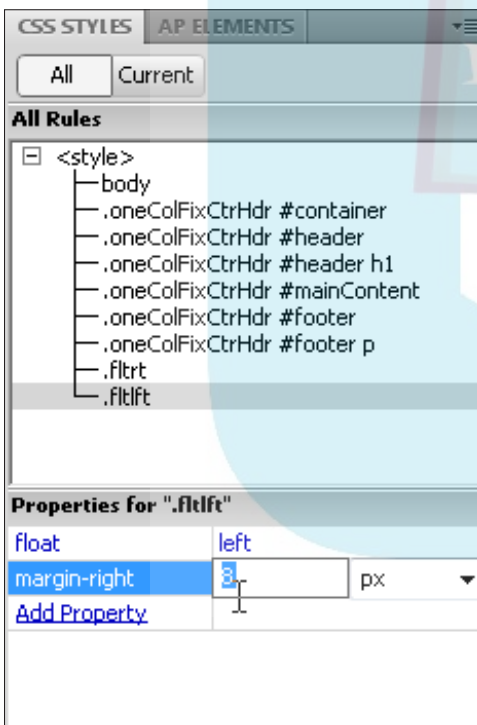 CSS STYLES AP ELEMENTS
All Current
All Rules
<style>
body
.oneColFixCtrHdr #container
.oneColFixCtrHdr #header
.oneColFixCtrHdr #header h1
.oneColFixCtrHdr #mainContent
.oneColFixCtrHdr #footer
.oneColFixCtrHdr #footer p
.fltrt
.fltlft
Properties for ".fltlft"
float left
margin-right 8 px
Add Property